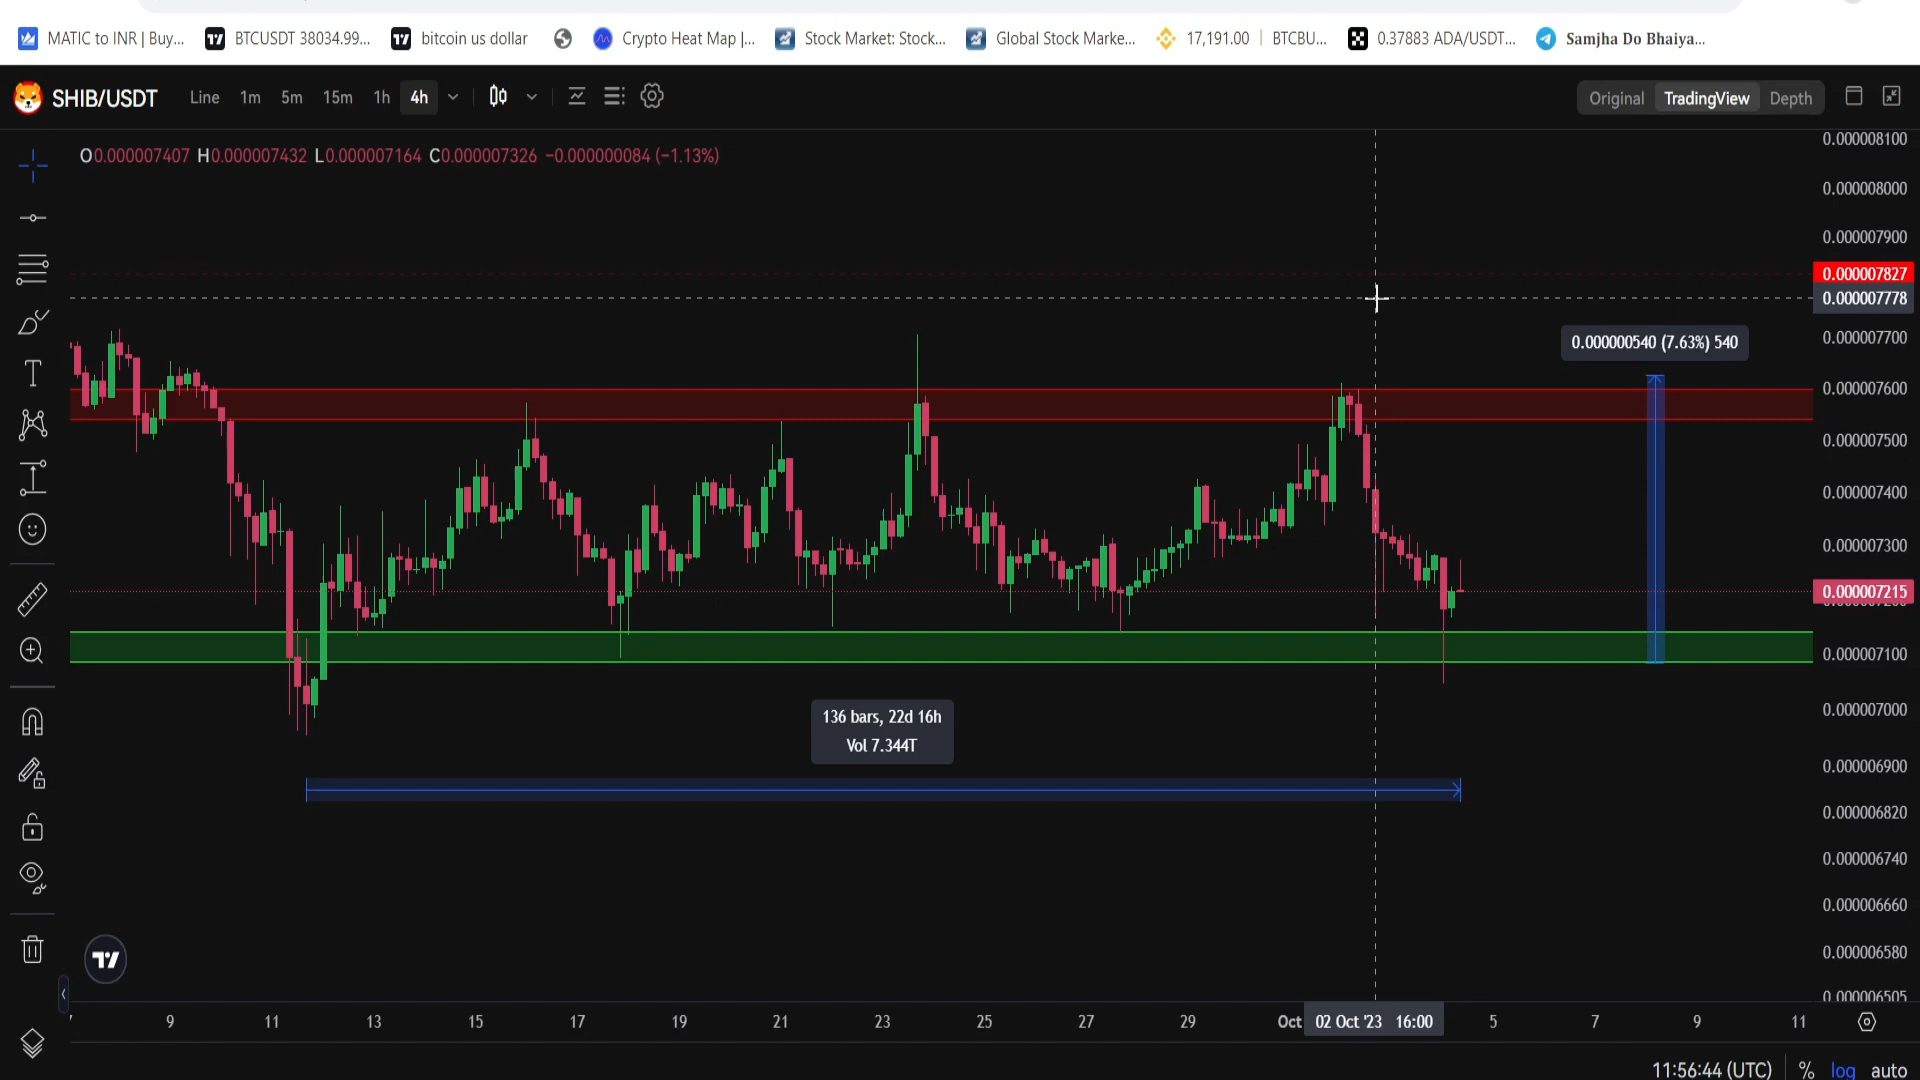 MATIC to INR | Buy...
BTCUSDT 38034.99...
bitcoin us dollar
Crypto Heat Map |...
Stock Market: Stock...
Global Stock Marke...
17,191.00 | BTCBU...
0.37883 ADA/USDT...
Samjha Do Bhaiya...
SHIB/USDT
Line 1m 5m 15m 1h 4h
Original TradingView Depth
O0.000007407 H0.000007432 L0.000007164 C0.000007326 −0.000000084 (−1.13%)
0.000008100
0.000008000
0.000007900
0.000007827
0.000007778
0.000007700
0.000000540 (7.63%) 540
0.000007600
0.000007500
0.000007400
0.000007300
0.000007215
0.000007100
0.000007000
136 bars, 22d 16h
Vol 7.344T
0.000006900
0.000006820
0.000006740
0.000006660
0.000006580
0.000006505
9 11 13 15 17 19 21 23 25 27 29 Oct 02 Oct '23 16:00 5 7 9 11
11:56:44 (UTC) % log auto